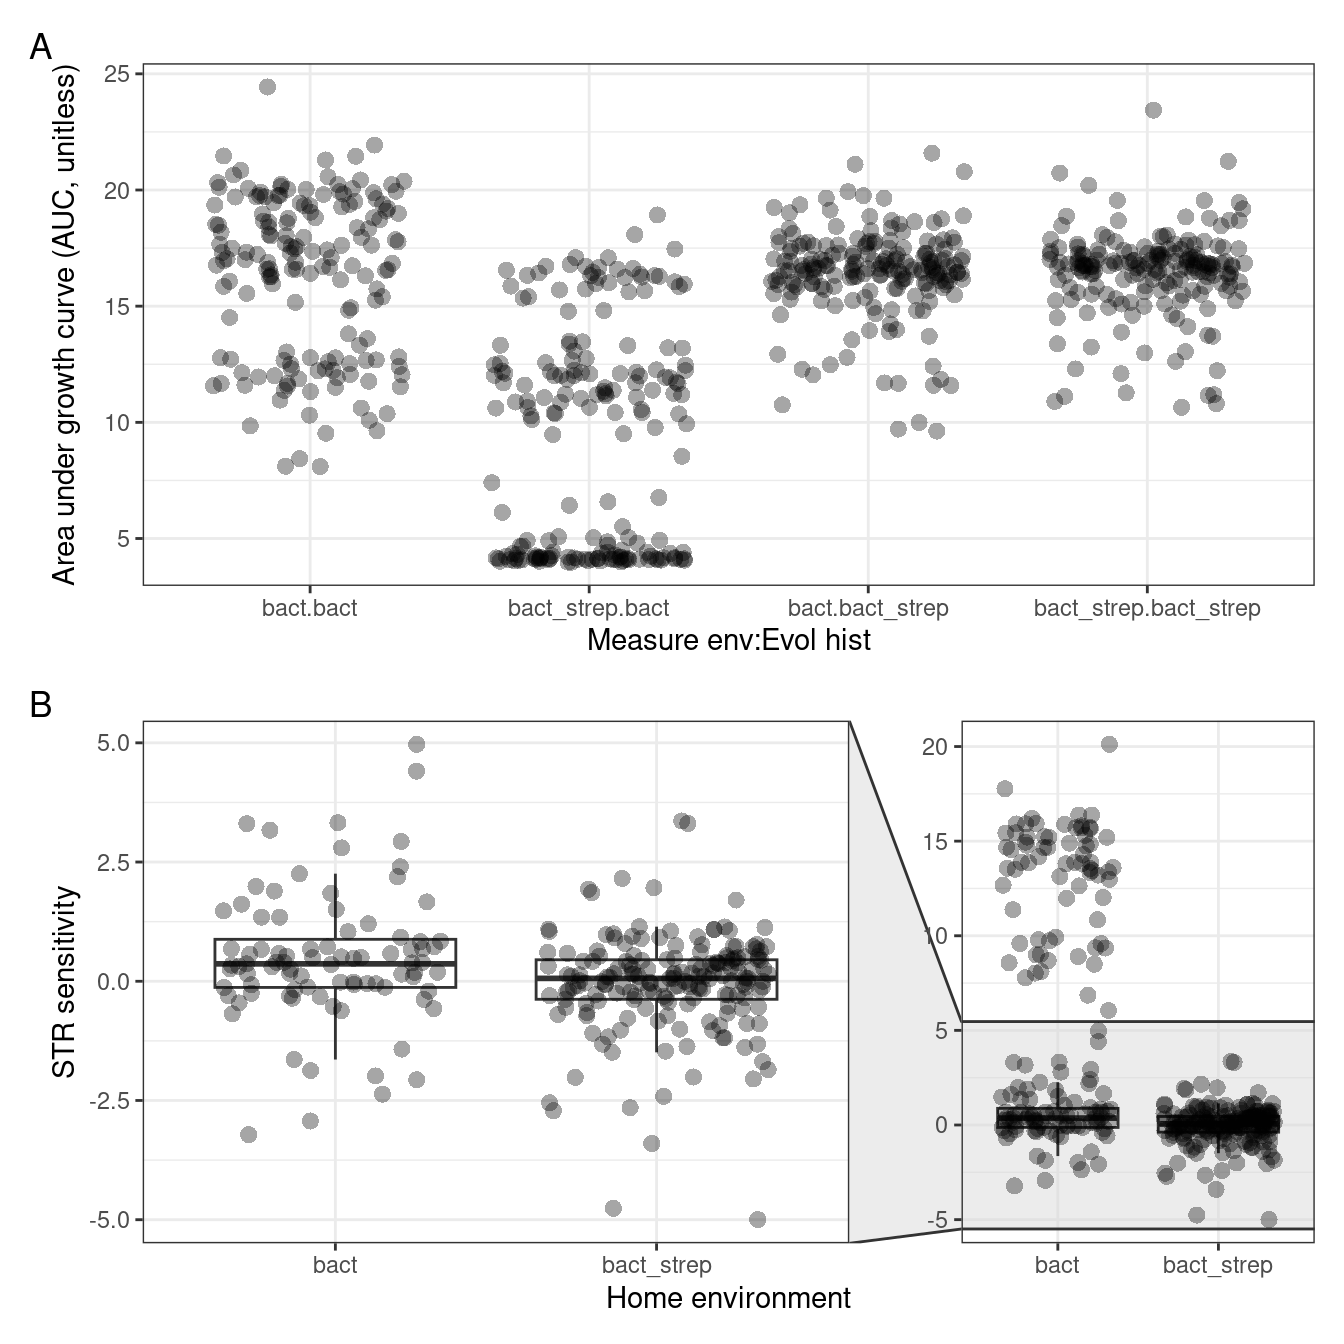 A
Area under growth curve (AUC, unitless)
25
20
15
10
5
bact.bact
bact_strep.bact
bact.bact_strep
bact_strep.bact_strep
Measure env:Evol hist
B
STR sensitivity
5.0
2.5
0.0
-2.5
-5.0
bact
bact_strep
20
15
10
5
0
-5
bact
bact_strep
Home environment